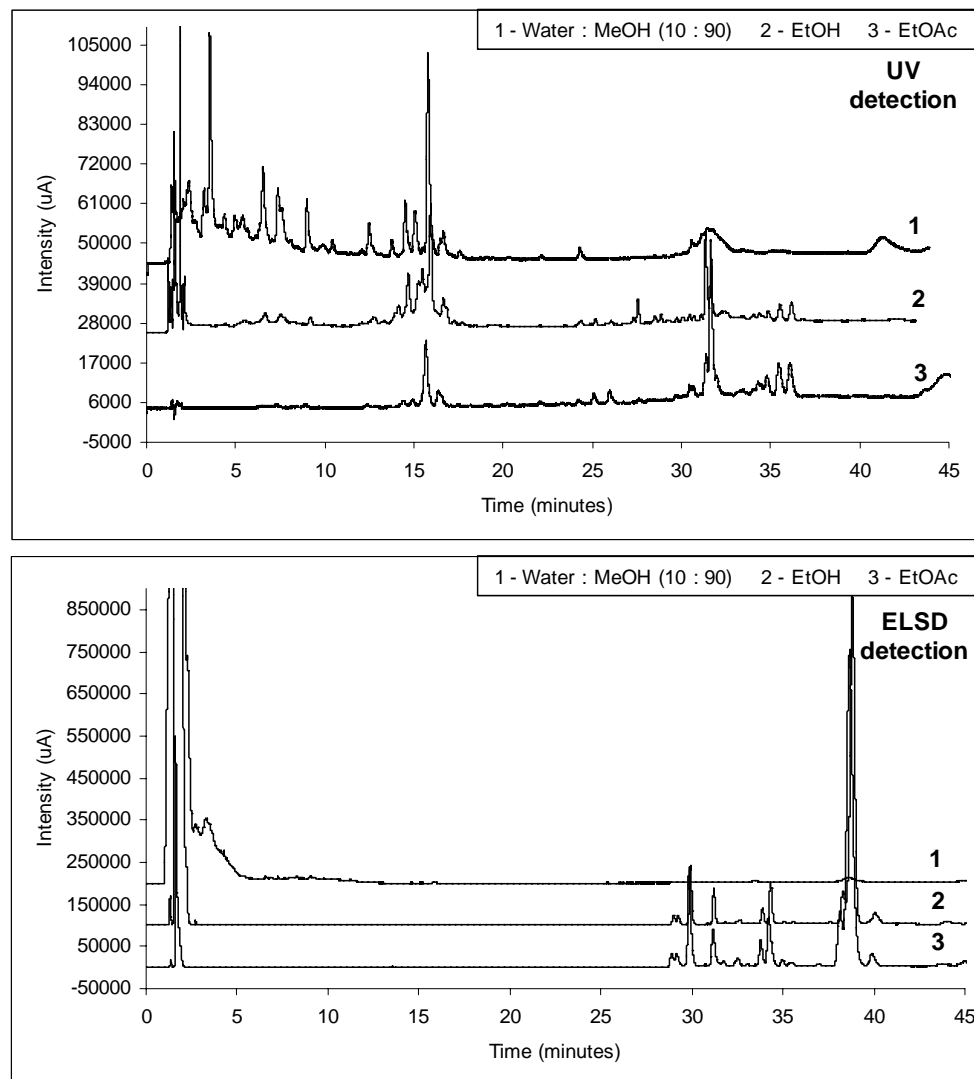 1 - Water : MeOH (10 : 90) 2 - EtOH 3 - EtOAc
UV
detection
105000
94000
83000
72000
61000
50000
39000
28000
17000
6000
-5000
Intensity (uA)
1
2
3
0 5 10 15 20 25 30 35 40 45
Time (minutes)
1 - Water : MeOH (10 : 90) 2 - EtOH 3 - EtOAc
ELSD
detection
850000
750000
650000
550000
450000
350000
250000
150000
50000
-50000
Intensity (uA)
1
2
3
0 5 10 15 20 25 30 35 40 45
Time (minutes)